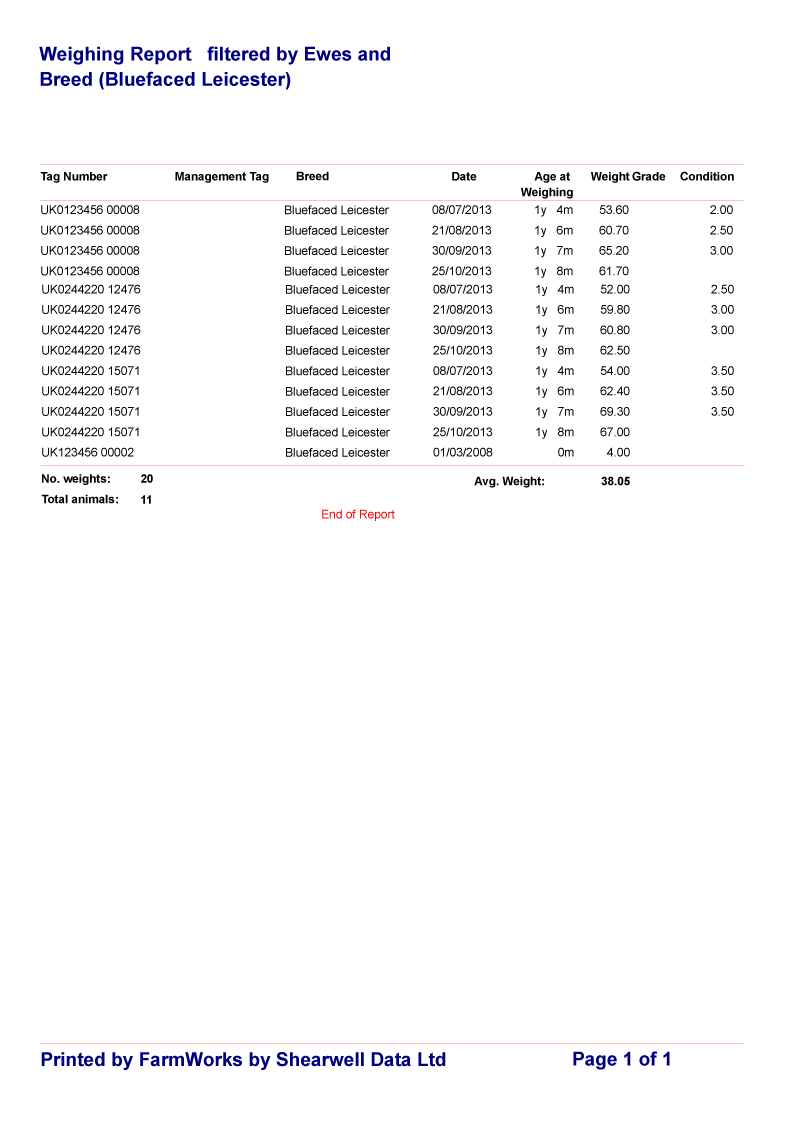 Weighing Report filtered by Ewes and
Breed (Bluefaced Leicester)
Tag Number Management Tag Breed Date Age at Weight Grade Condition
Weighing
UK0123456 00008 Bluefaced Leicester 08/07/2013 1y 4m 53.60 2.00
UK0123456 00008 Bluefaced Leicester 21/08/2013 1y 6m 60.70 2.50
UK0123456 00008 Bluefaced Leicester 30/09/2013 1y 7m 65.20 3.00
UK0123456 00008 Bluefaced Leicester 25/10/2013 1y 8m 61.70
UK0244220 12476 Bluefaced Leicester 08/07/2013 1y 4m 52.00 2.50
UK0244220 12476 Bluefaced Leicester 21/08/2013 1y 6m 59.80 3.00
UK0244220 12476 Bluefaced Leicester 30/09/2013 1y 7m 60.80 3.00
UK0244220 12476 Bluefaced Leicester 25/10/2013 1y 8m 62.50
UK0244220 15071 Bluefaced Leicester 08/07/2013 1y 4m 54.00 3.50
UK0244220 15071 Bluefaced Leicester 21/08/2013 1y 6m 62.40 3.50
UK0244220 15071 Bluefaced Leicester 30/09/2013 1y 7m 69.30 3.50
UK0244220 15071 Bluefaced Leicester 25/10/2013 1y 8m 67.00
UK123456 00002 Bluefaced Leicester 01/03/2008 0m 4.00
No. weights: 20 Avg. Weight: 38.05
Total animals: 11
End of Report
Printed by FarmWorks by Shearwell Data Ltd Page 1 of 1